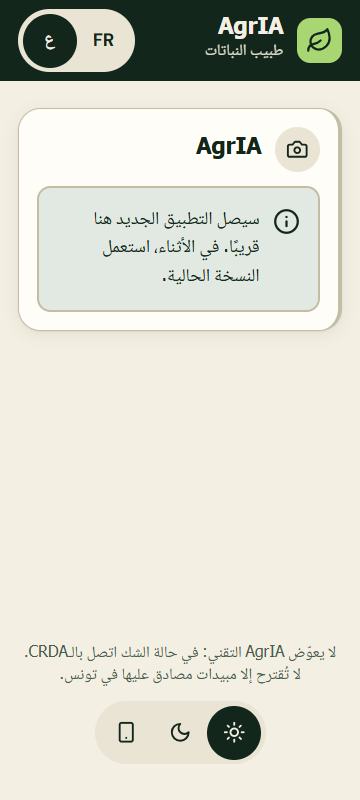 AgrIA
طبيب النباتات
FR
ع
AgrIA
سيصل التطبيق الجديد هنا
قريبًا. في الأثناء، استعمل
النسخة الحالية.
لا يعوّض AgrIA التقني: في حالة الشك اتصل بالـCRDA.
لا تُقترح إلا مبيدات مصادق عليها في تونس.